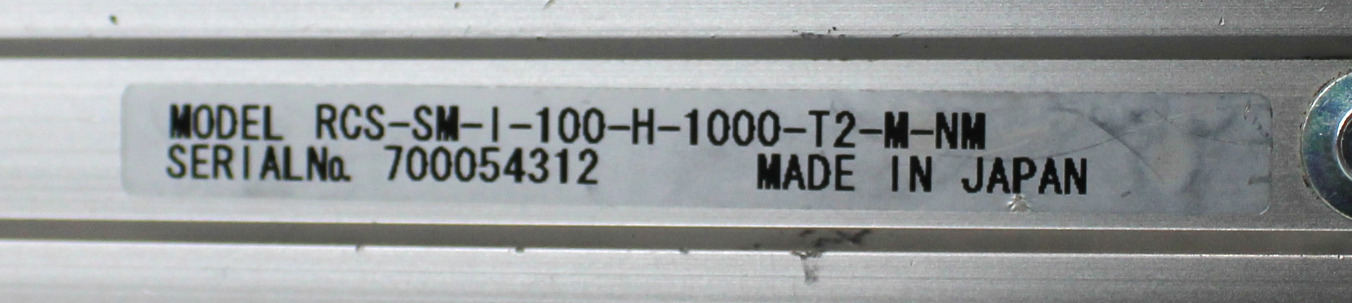 MODEL RCS-SM-I-100-H-1000-T2-M-NM
SERIALNo. 700054312 MADE IN JAPAN